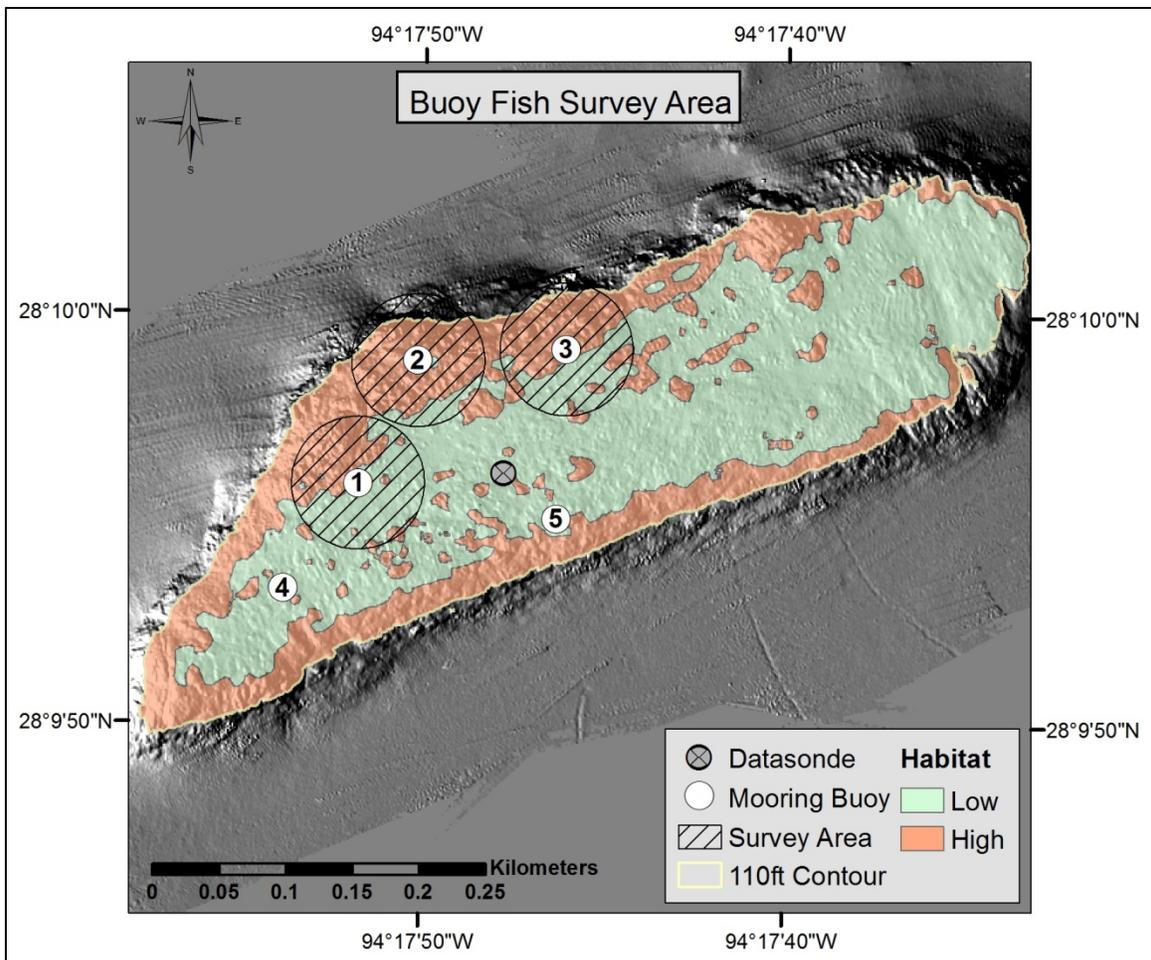 94°17'50"W
94°17'40"W
Buoy Fish Survey Area
N
W
E
S
28°10'0"N
28°10'0"N
2
3
1
5
4
28°9'50"N
28°9'50"N
Datasonde
Mooring Buoy
Survey Area
110ft Contour
Habitat
Low
High
Kilometers
0 0.05 0.1 0.15 0.2 0.25
94°17'50"W
94°17'40"W